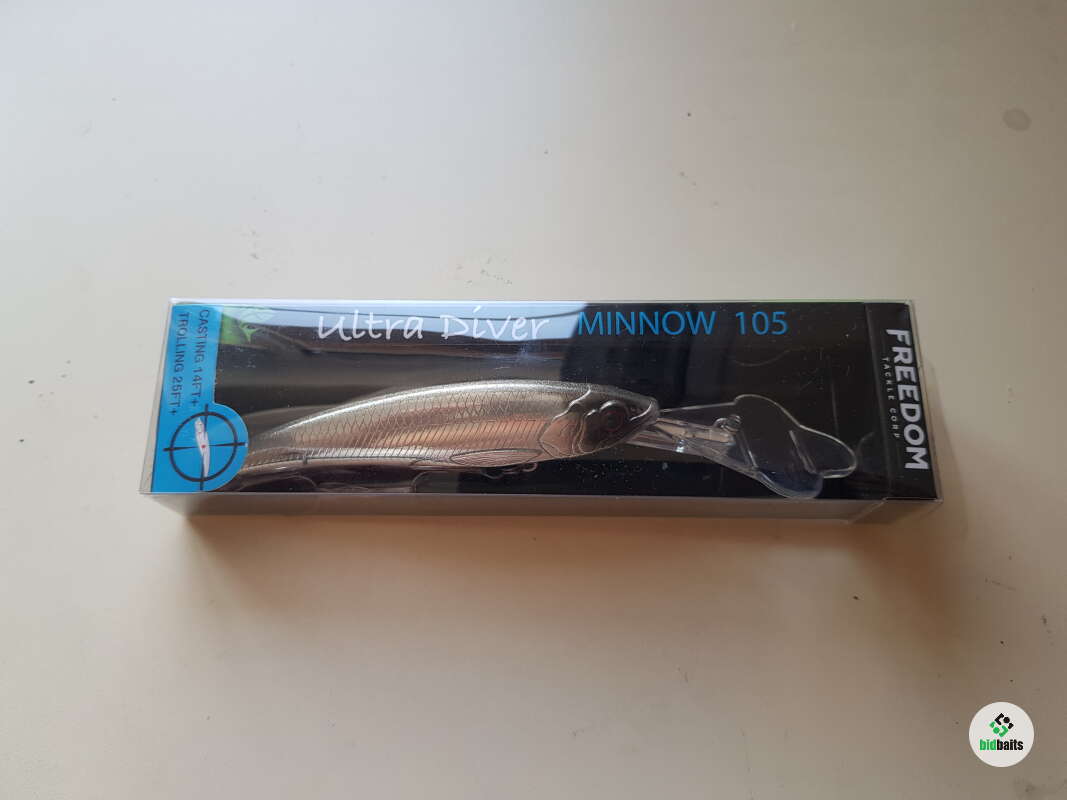 Ultra Diver MINNOW 105
CASTING 14FT+
TROLLING 25FT+
FREEDOM
TACKLE CORP
bidbaits